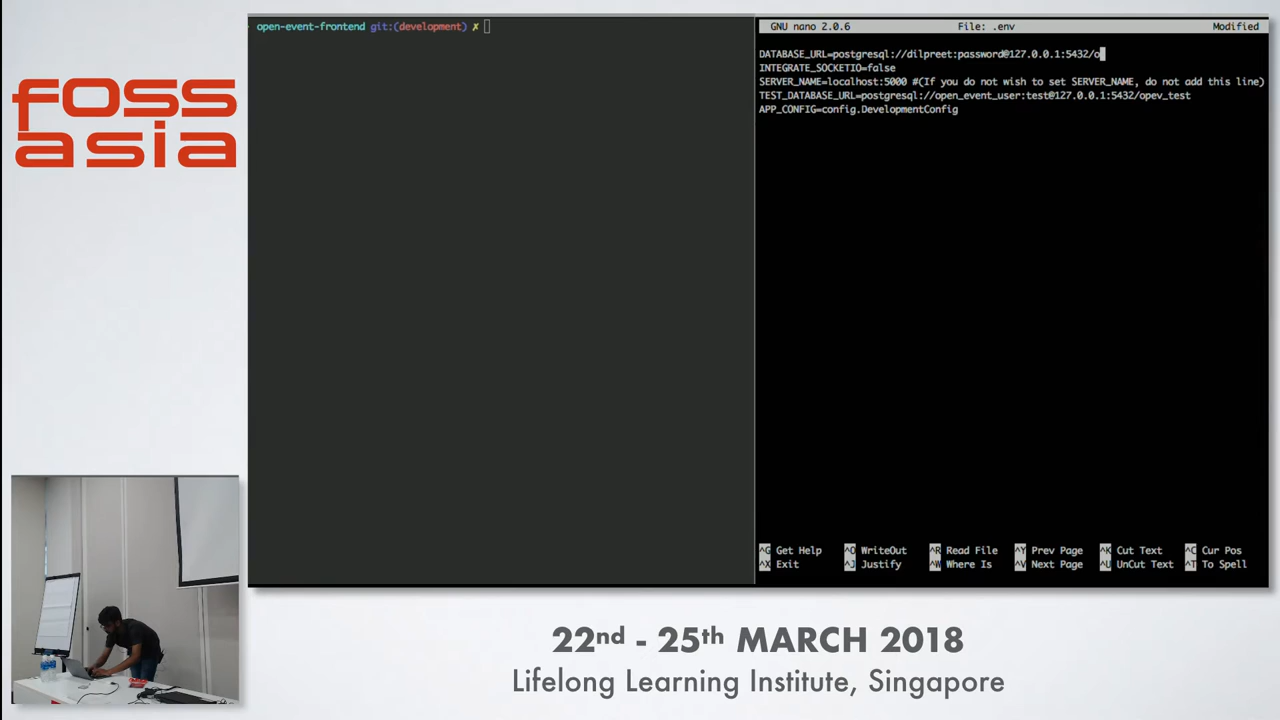 foss
asia
open-event-frontend git:(development) ✗
GNU nano 2.0.6 File: .env Modified
DATABASE_URL=postgresql://dilpreet:password@127.0.0.1:5432/o
INTEGRATE_SOCKETIO=false
SERVER_NAME=localhost:5000 #(If you do not wish to set SERVER_NAME, do not add this line)
TEST_DATABASE_URL=postgresql://open_event_user:test@127.0.0.1:5432/opev_test
APP_CONFIG=config.DevelopmentConfig
^G Get Help ^O WriteOut ^R Read File ^Y Prev Page ^K Cut Text ^C Cur Pos
^X Exit ^J Justify ^W Where Is ^V Next Page ^U UnCut Text ^T To Spell
22nd - 25th MARCH 2018
Lifelong Learning Institute, Singapore